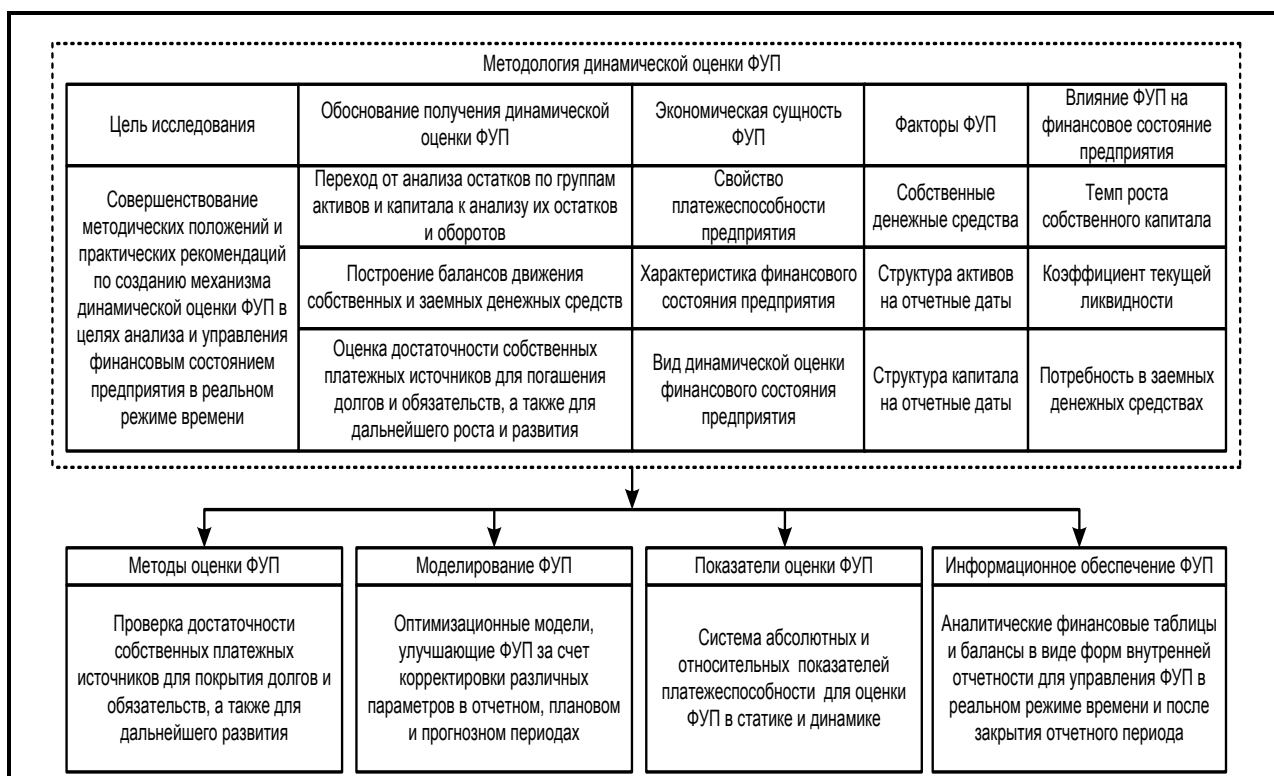 Методология динамической оценки ФУП
Цель исследования
Обоснование получения динамической
оценки ФУП
Экономическая сущность
ФУП
Факторы ФУП
Влияние ФУП на
финансовое состояние
предприятия
Совершенствование
методических положений и
практических рекомендаций
по созданию механизма
динамической оценки ФУП в
целях анализа и управления
финансовым состоянием
предприятия в реальном
режиме времени
Переход от анализа остатков по группам
активов и капитала к анализу их остатков
и оборотов
Свойство
платежеспособности
предприятия
Собственные
денежные средства
Темп роста
собственного капитала
Построение балансов движения
собственных и заемных денежных средств
Характеристика финансового
состояния предприятия
Структура активов
на отчетные даты
Коэффициент текущей
ликвидности
Оценка достаточности собственных
платежных источников для погашения
долгов и обязательств, а также для
дальнейшего роста и развития
Вид динамической оценки
финансового состояния
предприятия
Структура капитала
на отчетные даты
Потребность в заемных
денежных средствах
Методы оценки ФУП
Проверка достаточности
собственных платежных
источников для покрытия долгов и
обязательств, а также для
дальнейшего развития
Моделирование ФУП
Оптимизационные модели,
улучшающие ФУП за счет
корректировки различных
параметров в отчетном, плановом
и прогнозном периодах
Показатели оценки ФУП
Система абсолютных и
относительных показателей
платежеспособности для оценки
ФУП в статике и динамике
Информационное обеспечение ФУП
Аналитические финансовые таблицы
и балансы в виде форм внутренней
отчетности для управления ФУП в
реальном режиме времени и после
закрытия отчетного периода